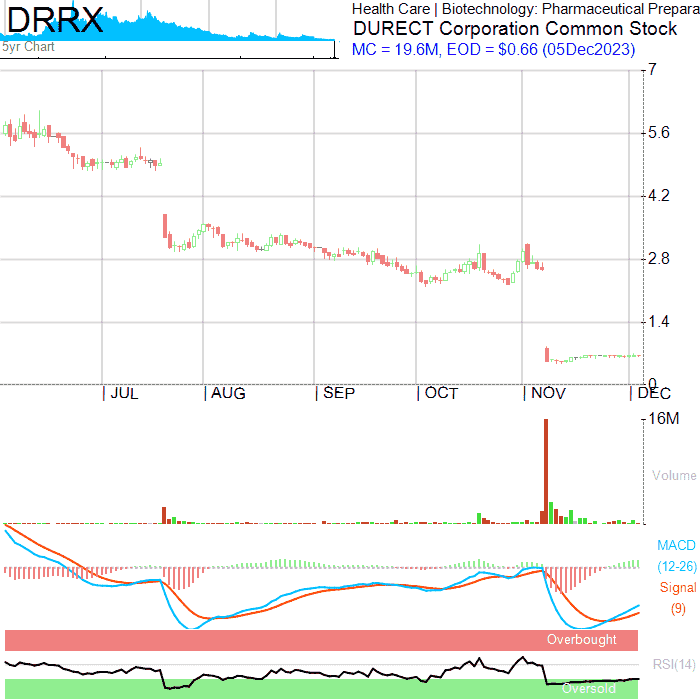 DRRX
5yr Chart
Health Care | Biotechnology: Pharmaceutical Prepara
DURECT Corporation Common Stock
MC = 19.6M, EOD = $0.66 (05Dec2023)
7
5.6
4.2
2.8
1.4
0
| JUL | AUG | SEP | OCT | NOV | DEC
16M
Volume
MACD
(12-26)
Signal
(9)
Overbought
RSI(14)
Oversold